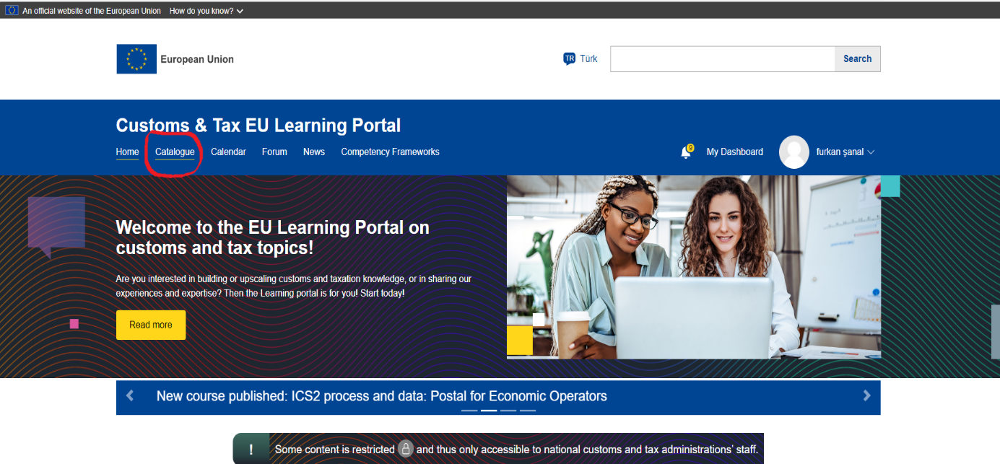 An official website of the European Union How do you know?
European Union
TR Türk
Search
Customs & Tax EU Learning Portal
Home Catalogue Calendar Forum News Competency Frameworks
9 My Dashboard furkan şanal
Welcome to the EU Learning Portal on
customs and tax topics!
Are you interested in building or upscaling customs and taxation knowledge, or in sharing our
experiences and expertise? Then the Learning portal is for you! Start today!
Read more
New course published: ICS2 process and data: Postal for Economic Operators
! Some content is restricted and thus only accessible to national customs and tax administrations' staff.